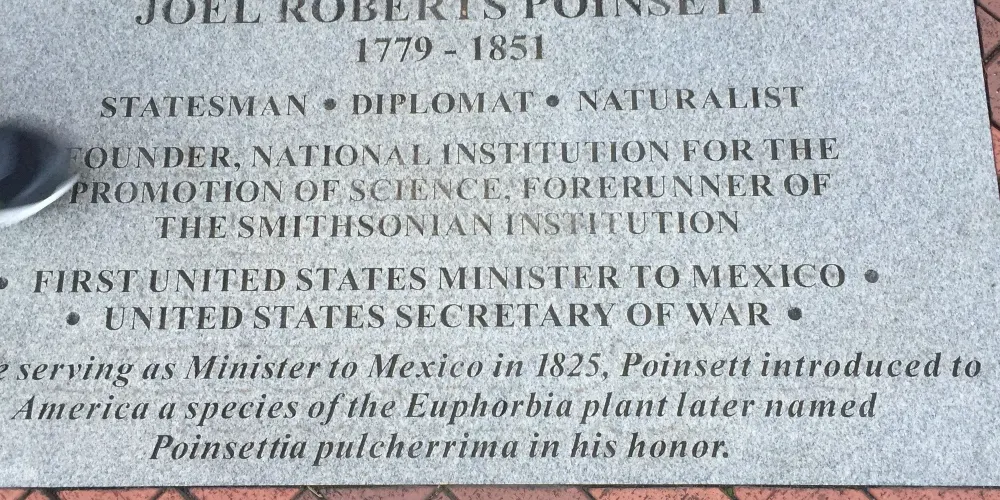 JOEL ROBERTS POINSETT
1779 - 1851
STATESMAN • DIPLOMAT • NATURALIST
FOUNDER, NATIONAL INSTITUTION FOR THE
PROMOTION OF SCIENCE, FORERUNNER OF
THE SMITHSONIAN INSTITUTION
• FIRST UNITED STATES MINISTER TO MEXICO •
• UNITED STATES SECRETARY OF WAR •
serving as Minister to Mexico in 1825, Poinsett introduced to
America a species of the Euphorbia plant later named
Poinsettia pulcherrima in his honor.